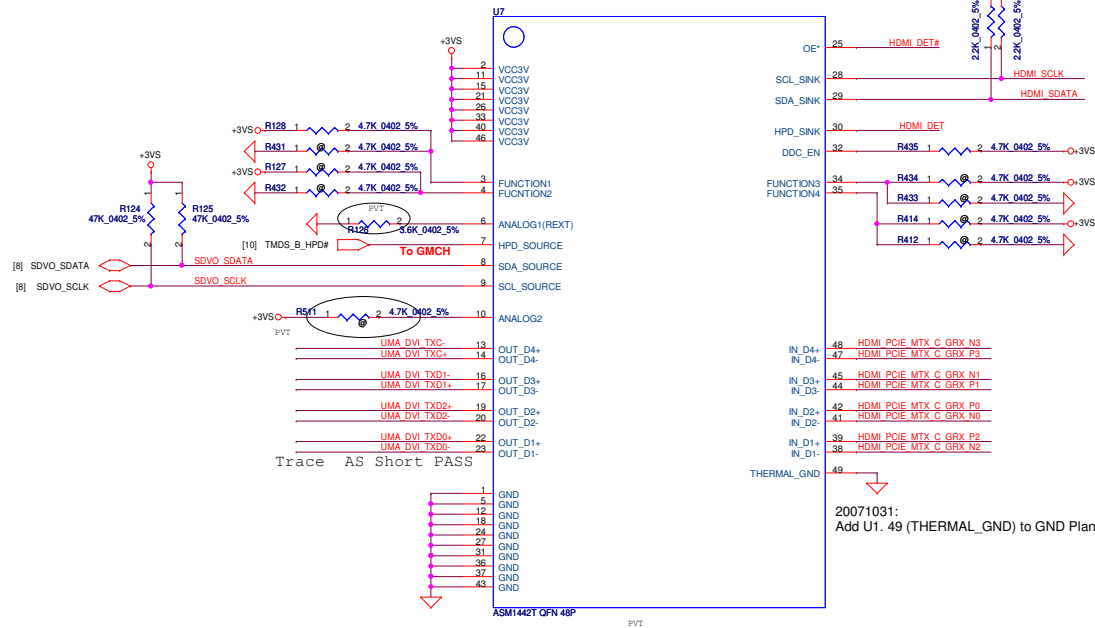 U7
2.2K_0402_5%
2.2K_0402_5%
1
2
+3VS
OE* 25 HDMI_DET#
SCL_SINK 28 HDMI_SCLK
SDA_SINK 29 HDMI_SDATA
HPD_SINK 30 HDMI_DET
DDC_EN 32 R435 1 2 4.7K_0402_5% +3VS
FUNCTION3 34 R434 1 @ 2 4.7K_0402_5% +3VS
FUNCTION4 35 R433 1 @ 2 4.7K_0402_5%
R414 1 @ 2 4.7K_0402_5% +3VS
R412 1 @ 2 4.7K_0402_5%
2 VCC3V
11 VCC3V
15 VCC3V
21 VCC3V
26 VCC3V
33 VCC3V
40 VCC3V
46 VCC3V
+3VS R128 1 2 4.7K_0402_5%
R431 1 @ 2 4.7K_0402_5%
+3VS R127 1 @ 2 4.7K_0402_5%
R432 1 @ 2 4.7K_0402_5%
3 FUNCTION1
4 FUCNTION2
+3VS
1 1
R124 R125
47K_0402_5% 47K_0402_5%
2 2
PVT
1 2
R126 3.6K_0402_5%
6 ANALOG1(REXT)
[10] TMDS_B_HPD# 7 HPD_SOURCE
To GMCH
[8] SDVO_SDATA SDVO_SDATA 8 SDA_SOURCE
[8] SDVO_SCLK SDVO_SCLK 9 SCL_SOURCE
+3VS R511 1 @ 2 4.7K_0402_5% 10 ANALOG2
PVT
UMA_DVI_TXC- 13 OUT_D4+
UMA_DVI_TXC+ 14 OUT_D4-
UMA_DVI_TXD1- 16 OUT_D3+
UMA_DVI_TXD1+ 17 OUT_D3-
UMA_DVI_TXD2+ 19 OUT_D2+
UMA_DVI_TXD2- 20 OUT_D2-
UMA_DVI_TXD0+ 22 OUT_D1+
UMA_DVI_TXD0- 23 OUT_D1-
Trace AS Short PASS
IN_D4+ 48 HDMI_PCIE_MTX_C_GRX_N3
IN_D4- 47 HDMI_PCIE_MTX_C_GRX_P3
IN_D3+ 45 HDMI_PCIE_MTX_C_GRX_N1
IN_D3- 44 HDMI_PCIE_MTX_C_GRX_P1
IN_D2+ 42 HDMI_PCIE_MTX_C_GRX_P0
IN_D2- 41 HDMI_PCIE_MTX_C_GRX_N0
IN_D1+ 39 HDMI_PCIE_MTX_C_GRX_P2
IN_D1- 38 HDMI_PCIE_MTX_C_GRX_N2
THERMAL_GND 49
1 GND
5 GND
12 GND
18 GND
24 GND
27 GND
31 GND
36 GND
37 GND
43 GND
20071031:
Add U1. 49 (THERMAL_GND) to GND Plan
ASM1442T QFN 48P
PVT